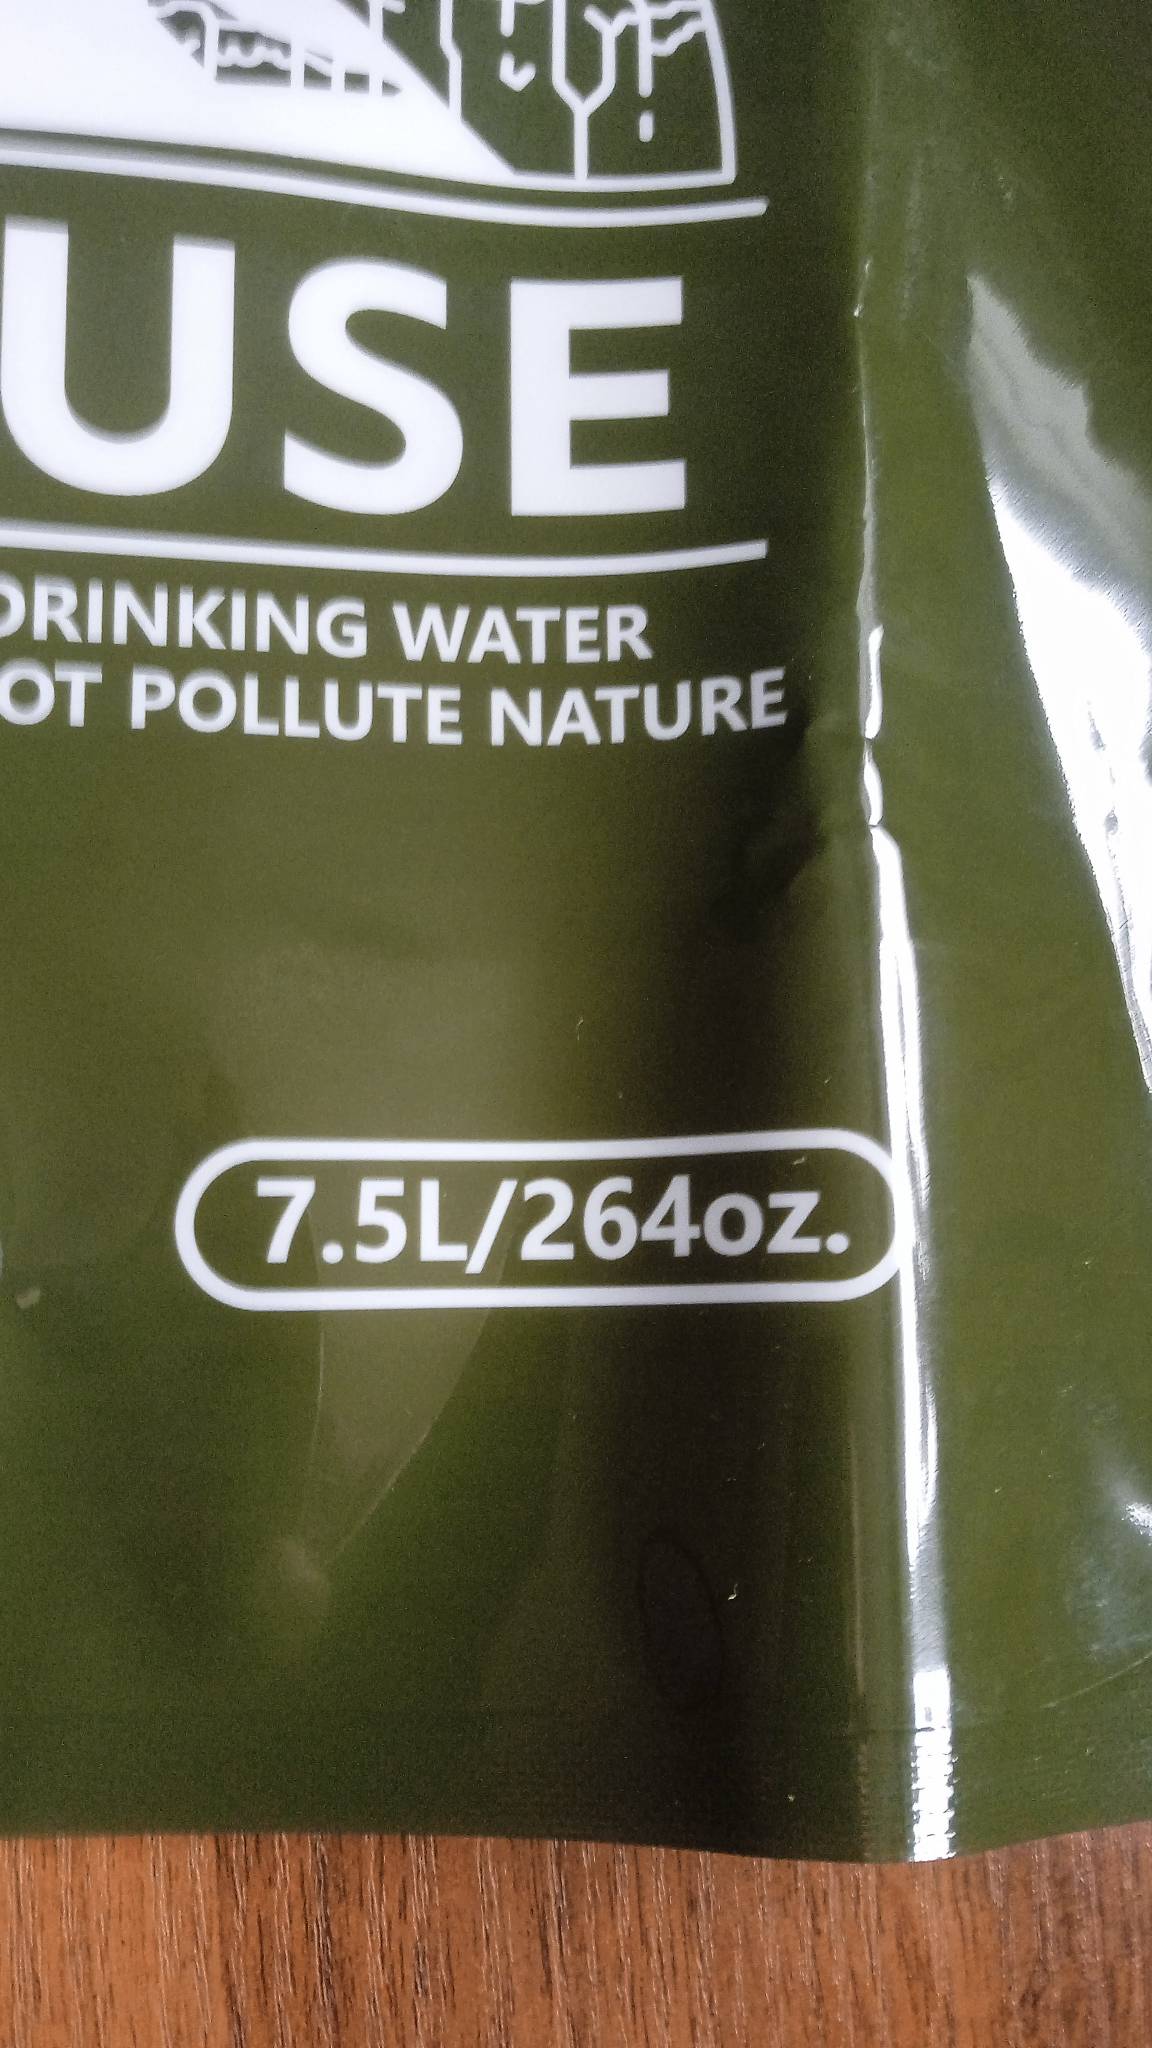 USE
DRINKING WATER
OT POLLUTE NATURE
7.5L/264oz.